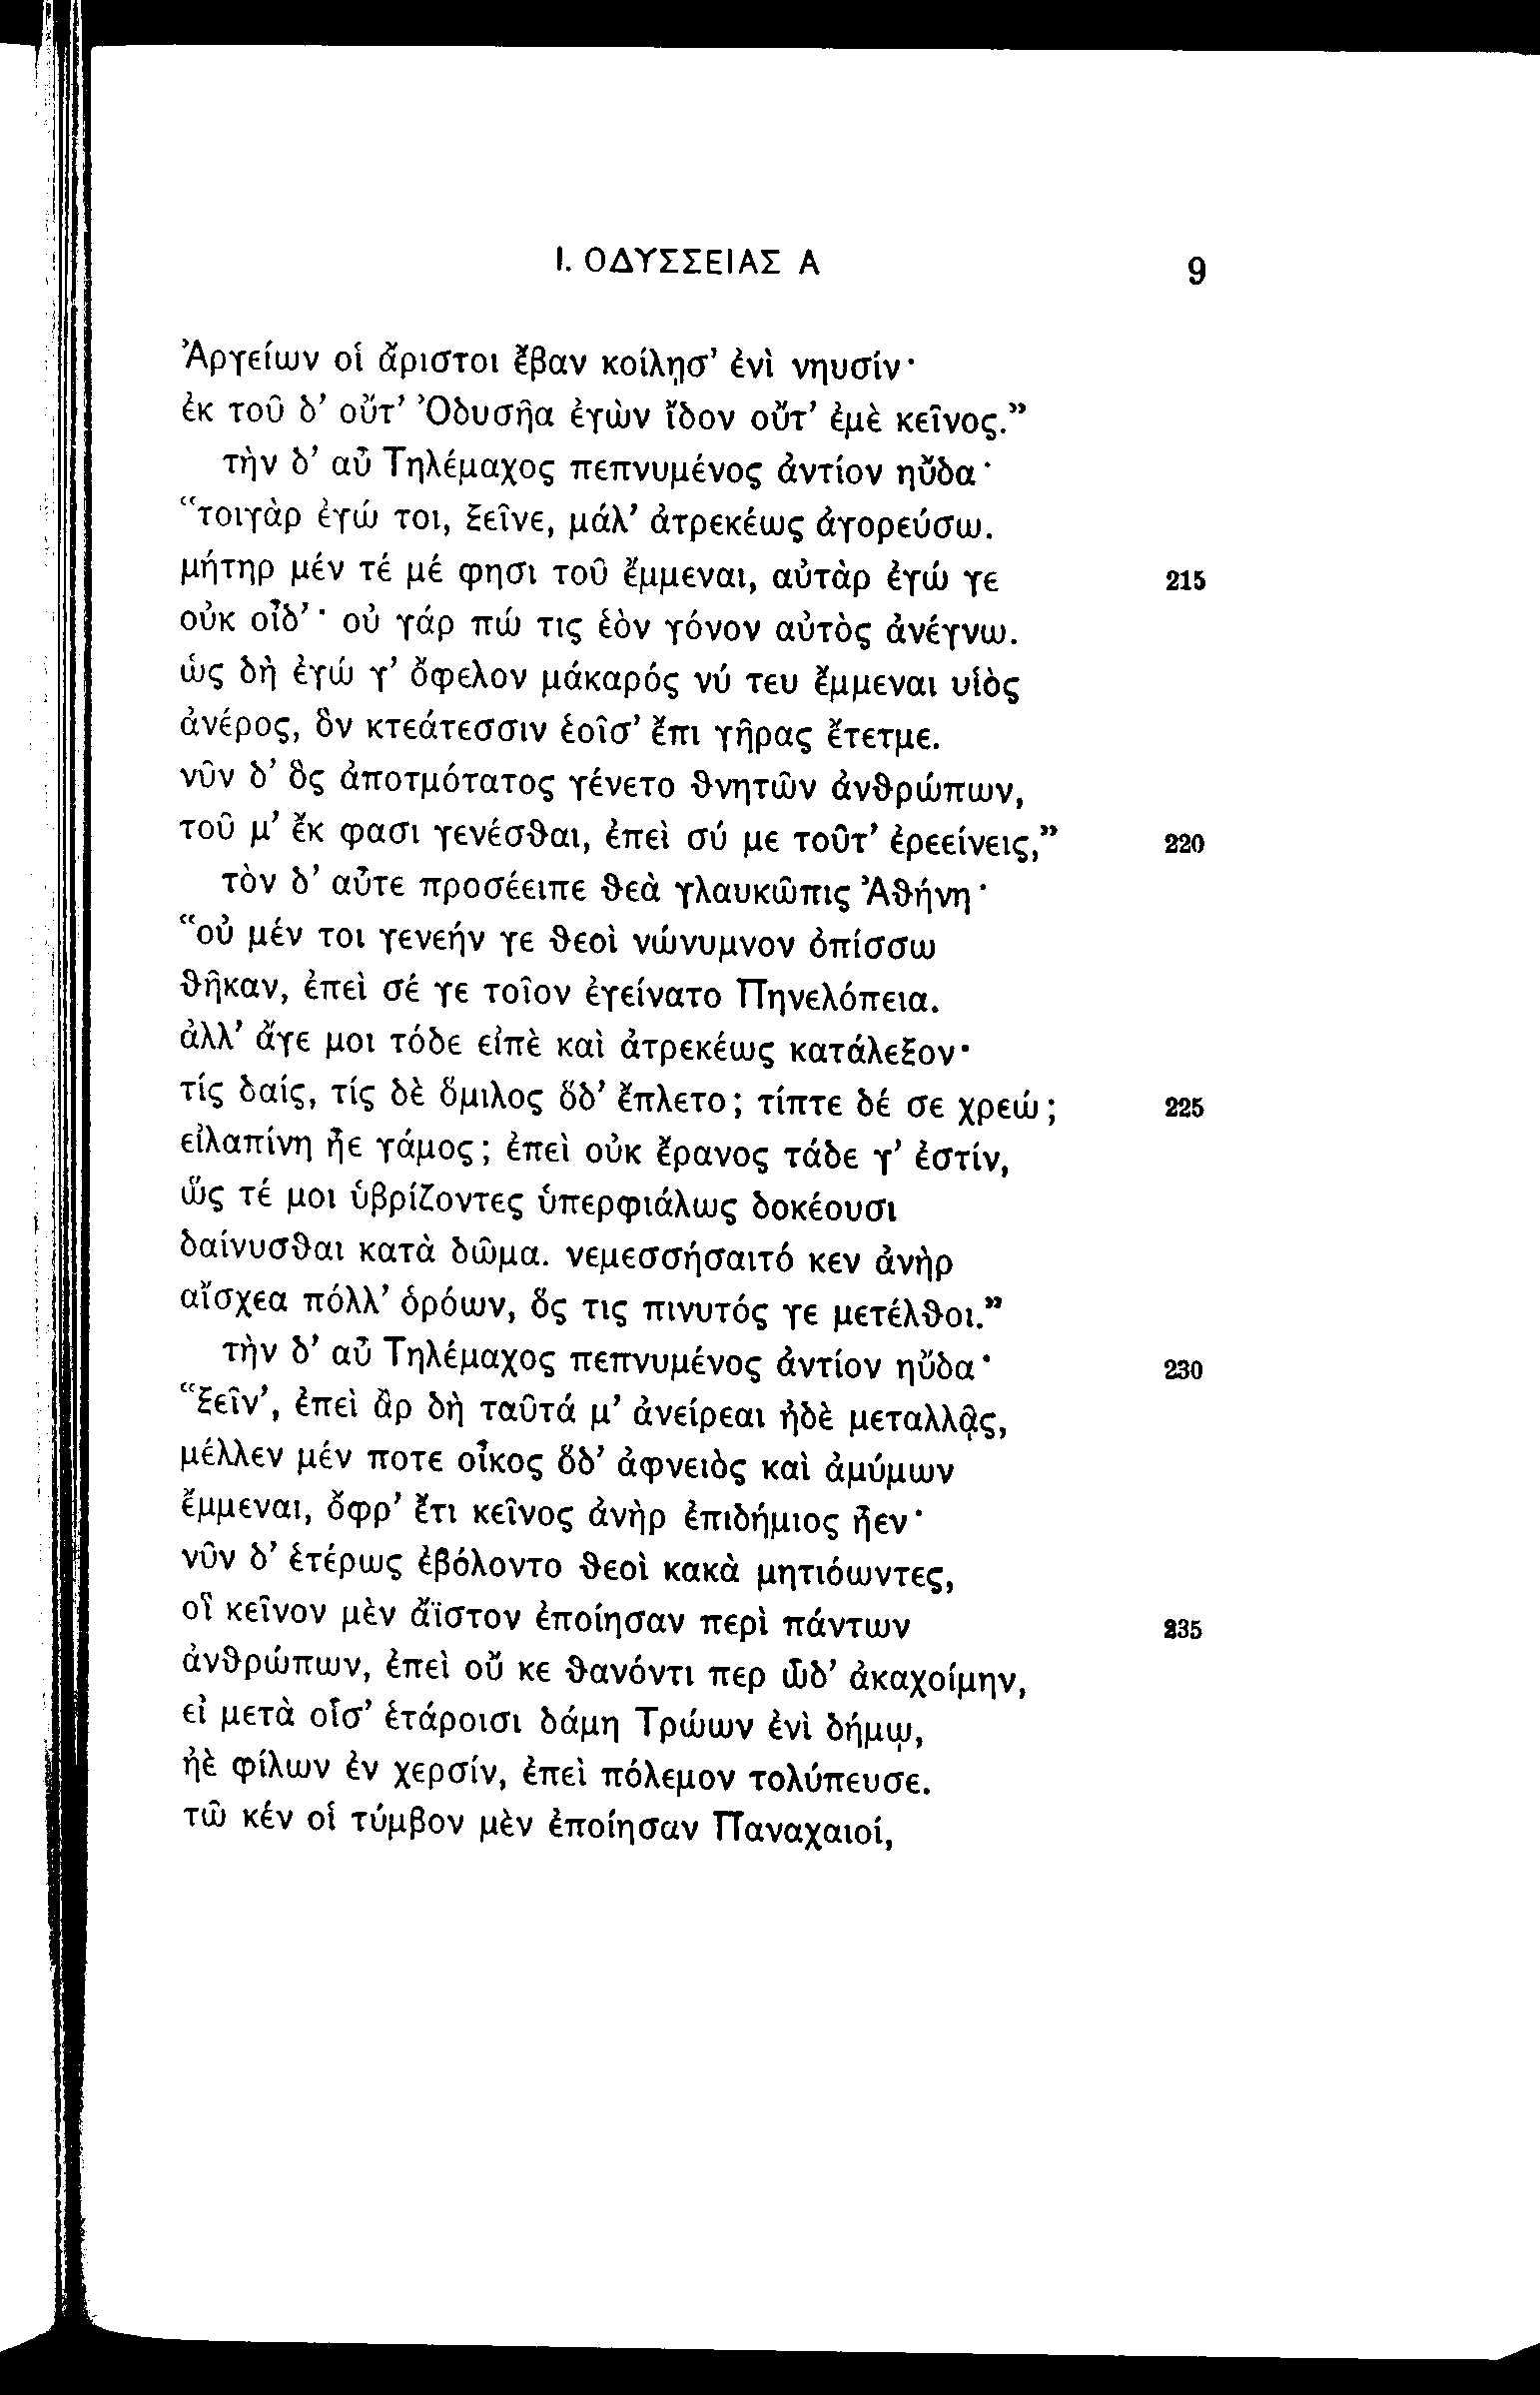 Ι. ΟΔΥΣΣΕΙΑΣ Α 9
Ἀργείων οἱ ἄριστοι ἔβαν κοίλῃσ’ ἐνὶ νηυσίν·
ἐκ τοῦ δ’ οὔτ’ Ὀδυσῆα ἐγὼν ἴδον οὔτ’ ἐμὲ κεῖνος.”
τὴν δ’ αὖ Τηλέμαχος πεπνυμένος ἀντίον ηὔδα·
“τοιγὰρ ἐγώ τοι, ξεῖνε, μάλ’ ἀτρεκέως ἀγορεύσω.
μήτηρ μέν τέ μέ φησι τοῦ ἔμμεναι, αὐτὰρ ἐγώ γε 215
οὐκ οἶδ’· οὐ γάρ πώ τις ἑὸν γόνον αὐτὸς ἀνέγνω.
ὡς δὴ ἐγώ γ’ ὄφελον μάκαρός νύ τευ ἔμμεναι υἱὸς
ἀνέρος, ὃν κτεάτεσσιν ἑοῖσ’ ἔπι γῆρας ἔτετμε.
νῦν δ’ ὃς ἀποτμότατος γένετο θνητῶν ἀνθρώπων,
τοῦ μ’ ἔκ φασι γενέσθαι, ἐπεὶ σύ με τοῦτ’ ἐρεείνεις,” 220
τὸν δ’ αὖτε προσέειπε θεὰ γλαυκῶπις Ἀθήνη·
“οὐ μέν τοι γενεήν γε θεοὶ νώνυμνον ὀπίσσω
θῆκαν, ἐπεὶ σέ γε τοῖον ἐγείνατο Πηνελόπεια.
ἀλλ’ ἄγε μοι τόδε εἰπὲ καὶ ἀτρεκέως κατάλεξον·
τίς δαίς, τίς δὲ ὅμιλος ὅδ’ ἔπλετο; τίπτε δέ σε χρεώ; 225
εἰλαπίνη ἦε γάμος; ἐπεὶ οὐκ ἔρανος τάδε γ’ ἐστίν,
ὥς τέ μοι ὑβρίζοντες ὑπερφιάλως δοκέουσι
δαίνυσθαι κατὰ δῶμα. νεμεσσήσαιτό κεν ἀνὴρ
αἴσχεα πόλλ’ ὁρόων, ὅς τις πινυτός γε μετέλθοι.”
τὴν δ’ αὖ Τηλέμαχος πεπνυμένος ἀντίον ηὔδα· 230
“ξεῖν’, ἐπεὶ ἂρ δὴ ταῦτά μ’ ἀνείρεαι ἠδὲ μεταλλᾷς,
μέλλεν μέν ποτε οἶκος ὅδ’ ἀφνειὸς καὶ ἀμύμων
ἔμμεναι, ὄφρ’ ἔτι κεῖνος ἀνὴρ ἐπιδήμιος ἦεν·
νῦν δ’ ἑτέρως ἐβόλοντο θεοὶ κακὰ μητιόωντες,
οἳ κεῖνον μὲν ἄϊστον ἐποίησαν περὶ πάντων 235
ἀνθρώπων, ἐπεὶ οὔ κε θανόντι περ ὧδ’ ἀκαχοίμην,
εἰ μετὰ οἷσ’ ἑτάροισι δάμη Τρώων ἐνὶ δήμῳ,
ἠὲ φίλων ἐν χερσίν, ἐπεὶ πόλεμον τολύπευσε.
τῶ κέν οἱ τύμβον μὲν ἐποίησαν Παναχαιοί,